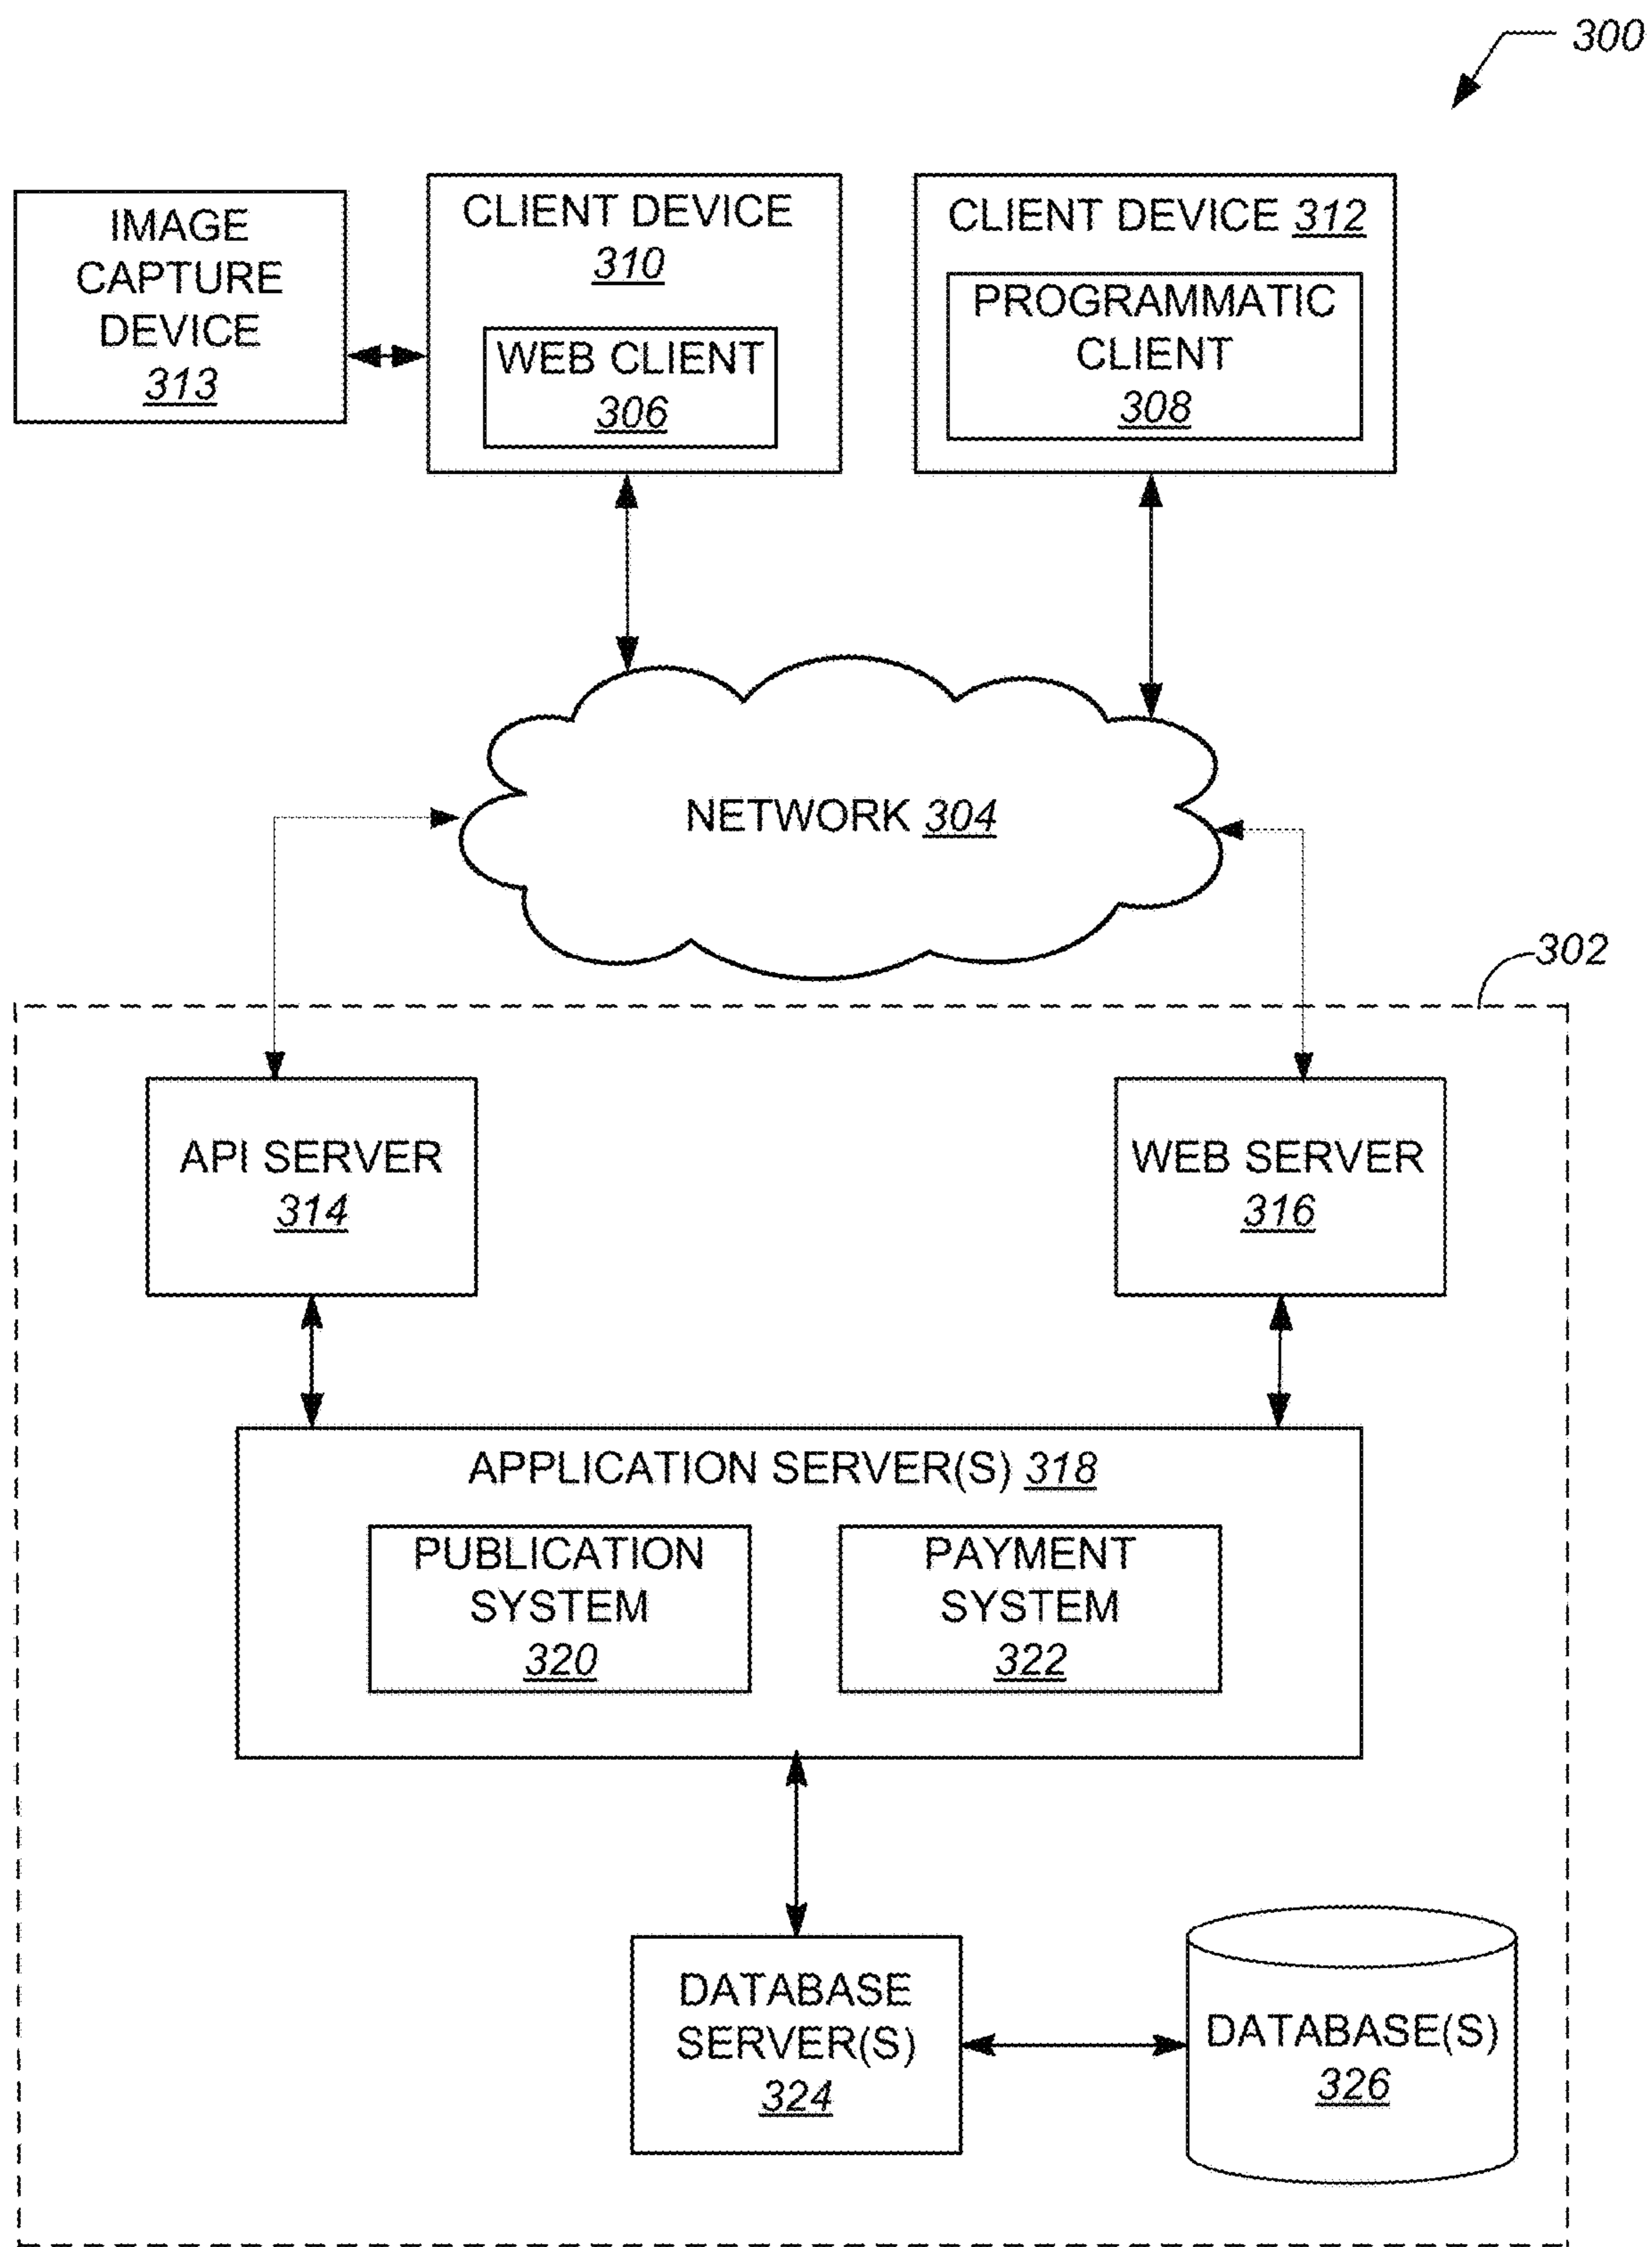 300
IMAGE
CAPTURE
DEVICE
313
CLIENT DEVICE
310
WEB CLIENT
306
CLIENT DEVICE 312
PROGRAMMATIC
CLIENT
308
NETWORK 304
302
API SERVER
314
WEB SERVER
316
APPLICATION SERVER(S) 318
PUBLICATION
SYSTEM
320
PAYMENT
SYSTEM
322
DATABASE
SERVER(S)
324
DATABASE(S)
326